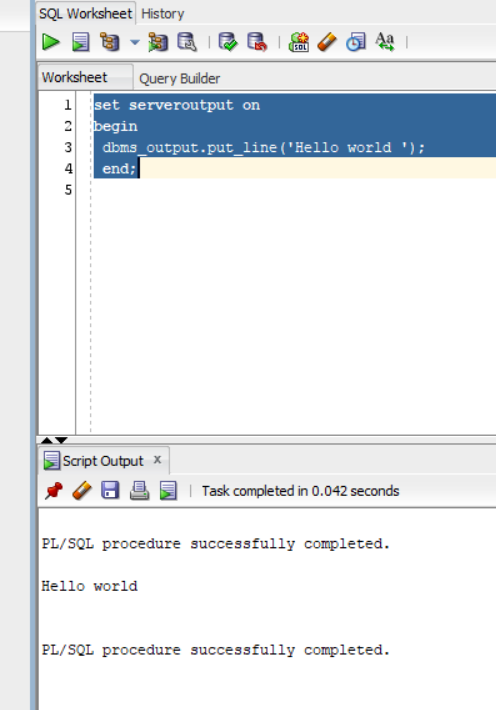 SQL Worksheet History
Aa
SQL
Worksheet Query Builder
1 set serveroutput on
2 begin
3 dbms_output.put_line('Hello world ');
4 end;
5
Script Output x
Task completed in 0.042 seconds
PL/SQL procedure successfully completed.
Hello world
PL/SQL procedure successfully completed.